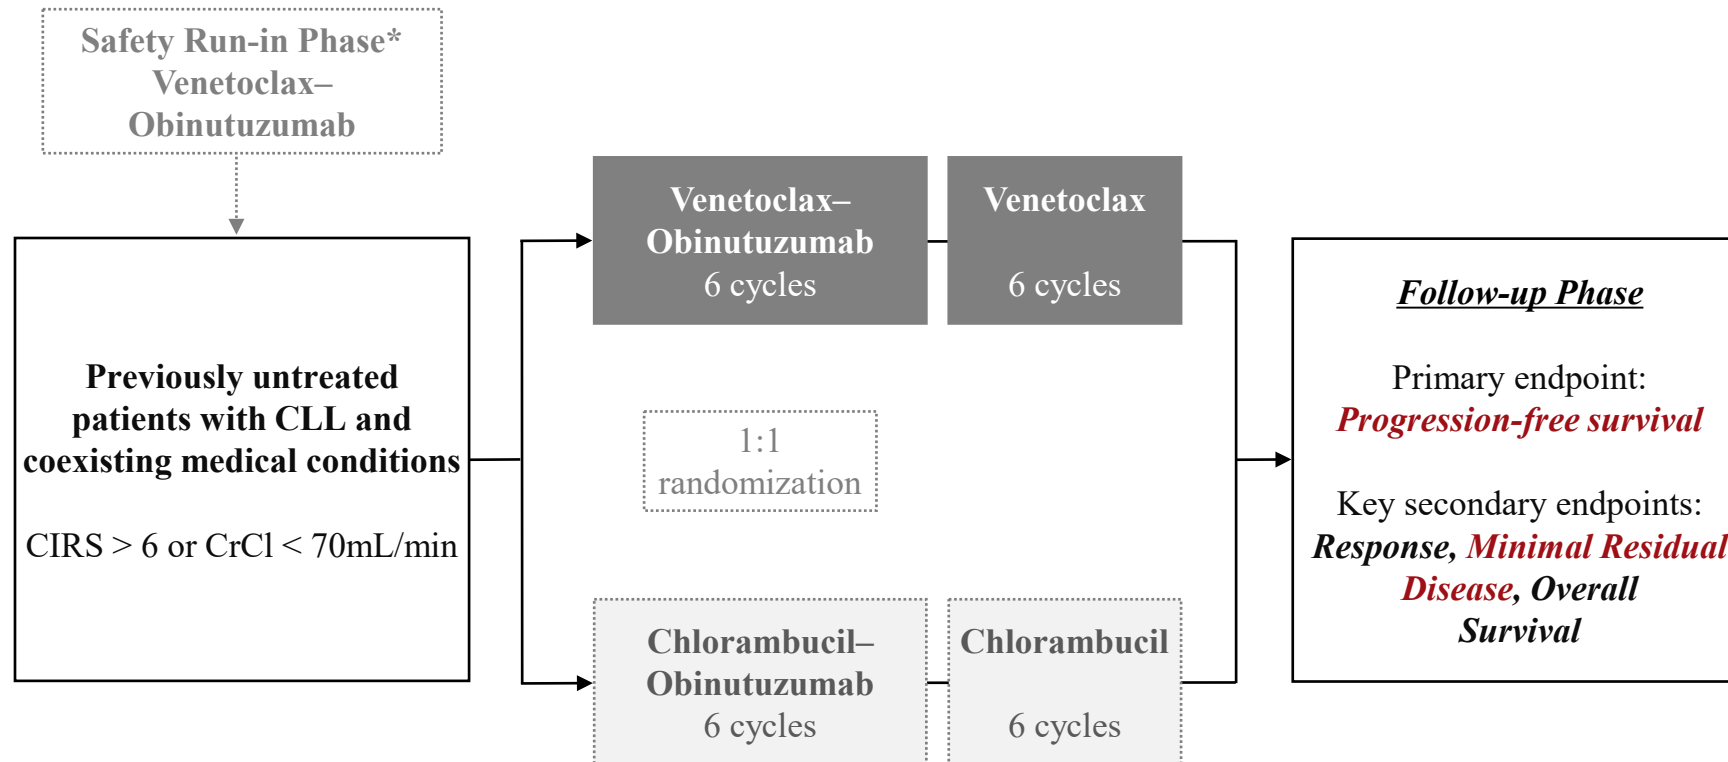 Safety Run-in Phase*
Venetoclax–
Obinutuzumab
Previously untreated
patients with CLL and
coexisting medical conditions
CIRS > 6 or CrCl < 70mL/min
Venetoclax–
Obinutuzumab
6 cycles
Venetoclax
6 cycles
1:1
randomization
Chlorambucil–
Obinutuzumab
6 cycles
Chlorambucil
6 cycles
Follow-up Phase
Primary endpoint:
Progression-free survival
Key secondary endpoints:
Response, Minimal Residual
Disease, Overall
Survival